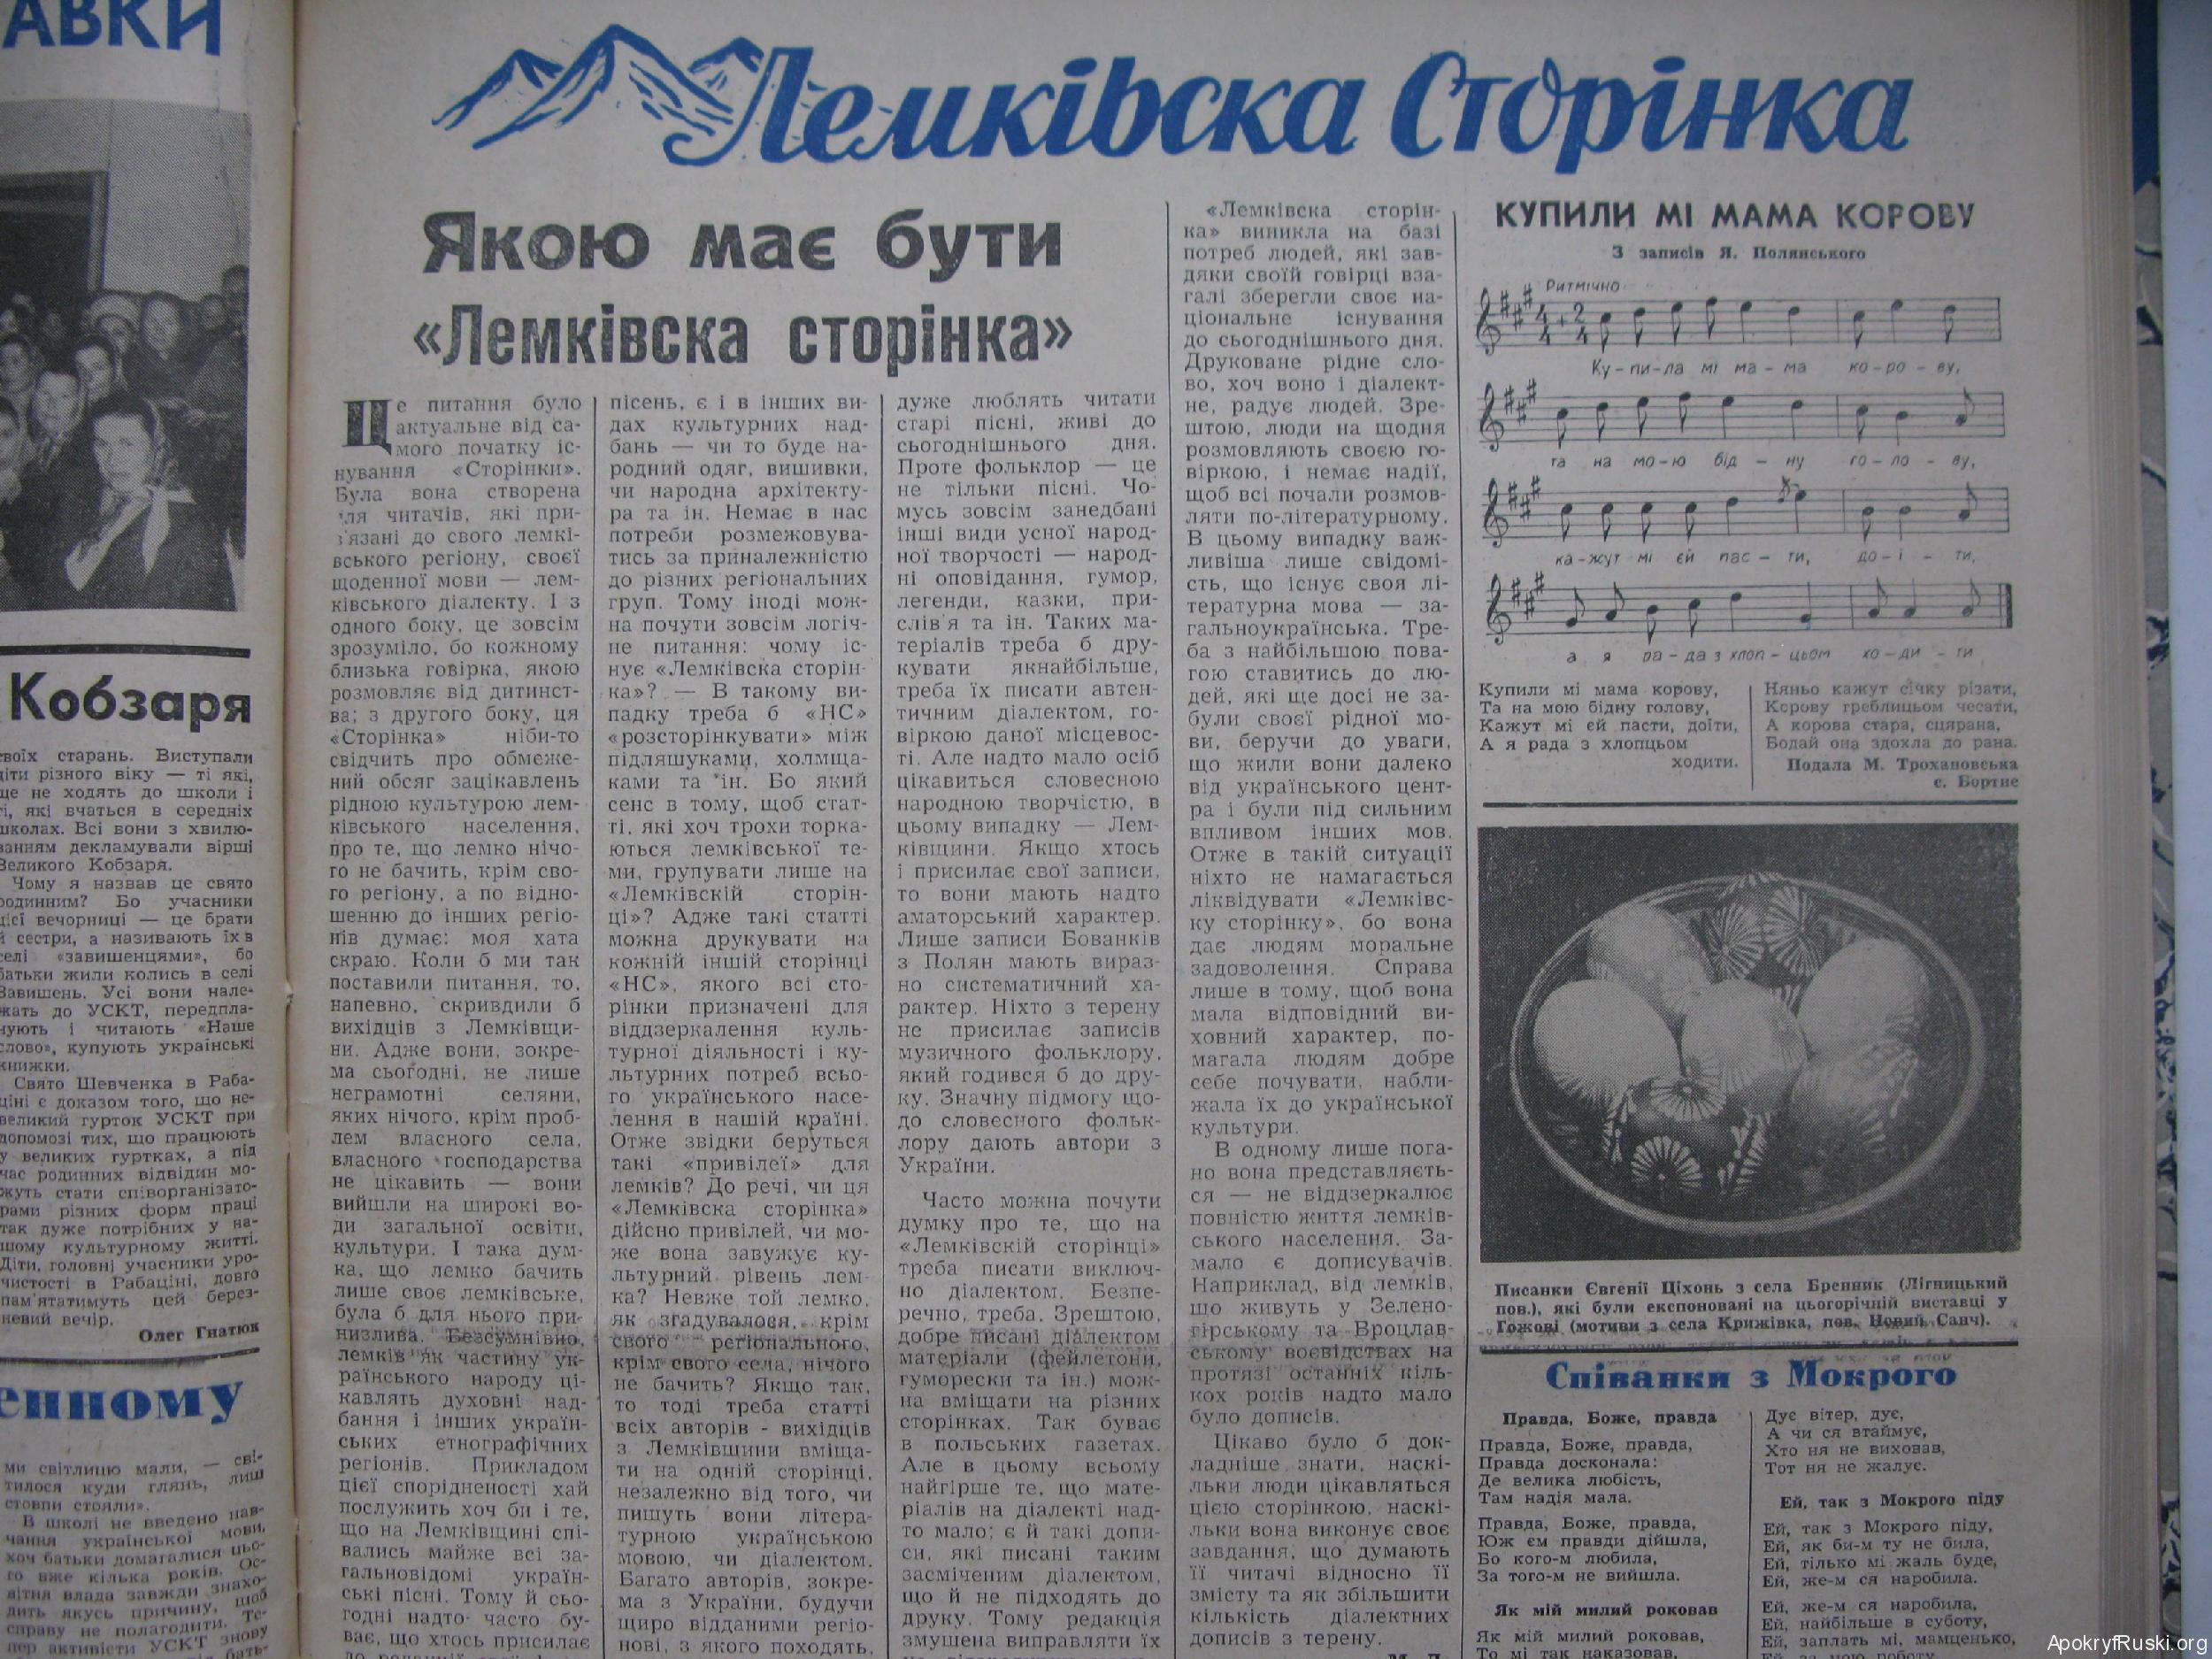 АВКИ
Кобзаря
своїх старань. Виступали
діти різного віку — ті які,
ще не ходять до школи і
ті, які вчаться в середніх
школах. Всі вони з хвилю-
ванням декламували вірші
Великого Кобзаря.
Чому я назвав це свято
родинним? Бо учасники
цієї вечорниці — це брати
й сестри, а називають їх в
селі «завишенцями», бо
батьки жили колись в селі
Завишень. Усі вони нале-
жать до УСКТ, передпла-
чують і читають «Наше
слово», купують українські
книжки.
Свято Шевченка в Раба-
ціні є доказом того, що не-
великий гурток УСКТ при
допомозі тих, що працюють
у великих гуртках, а під
час родинних відвідин мо-
жуть стати співорганізато-
рами різних форм праці
так дуже потрібних у на-
шому культурному житті.
Діти, головні учасники уро-
чистості в Рабаціні, довго
пам'ятатимуть цей берез-
невий вечір.
Олег Гнатюк
енному
ми світлицю мали, — сві-
тилося куди глянь, лиш
стовпи стояли».
В школі не введено нав-
чання української мови,
хоч батьки домагалися цьо-
го вже кілька років. Ос-
вітня влада завжди знахо-
дить якусь причину, щоб
справу не полагодити. Те-
пер активісти УСКТ знову
Лемківска Сторінка
Якою має бути
«Лемківска сторінка»
Це питання було
актуальне від са-
мого початку іс-
нування «Сторінки».
Була вона створена
для читачів, які при-
в'язані до свого лемкі-
вського регіону, своєї
щоденної мови — лем-
ківського діалекту. І з
одного боку, це зовсім
зрозуміло, бо кожному
близька говірка, якою
розмовляє від дитинст-
ва; з другого боку, ця
«Сторінка» ніби-то
свідчить про обмеже-
ний обсяг зацікавлень
рідною культурою лем-
ківського населення,
про те, що лемко нічо-
го не бачить, крім сво-
го регіону, а по відно-
шенню до інших регіо-
нів думає: моя хата
скраю. Коли б ми так
поставили питання, то,
напевно, скривдили б
вихідців з Лемківщи-
ни. Адже вони, зокре-
ма сьогодні, не лише
неграмотні селяни,
яких нічого, крім проб-
лем власного села,
власного господарства
не цікавить — вони
вийшли на широкі во-
ди загальної освіти,
культури. І така дум-
ка, що лемко бачить
лише своє лемківське,
була б для нього при-
низлива. Безсумнівно,
лемків як частину ук-
раїнського народу ці-
кавлять духовні над-
бання і інших україн-
ських етнографічних
регіонів. Прикладом
цієї спорідненості хай
послужить хоч би і те,
що на Лемківщині спі-
вались майже всі за-
гальновідомі україн-
ські пісні. Тому й сьо-
годні надто часто бу-
ває, що хтось присилає
пісень, є і в інших ви-
дах культурних над-
бань — чи то буде на-
родний одяг, вишивки,
чи народна архітекту-
ра та ін. Немає в нас
потреби розмежовува-
тись за приналежністю
до різних регіональних
груп. Тому іноді мож-
на почути зовсім логіч-
не питання: чому іс-
нує «Лемківска сторін-
ка»? — В такому ви-
падку треба б «НС»
«розсторінкувати» між
підляшуками, холмща-
ками та ін. Бо який
сенс в тому, щоб стат-
ті, які хоч трохи торка-
ються лемківської те-
ми, групувати лише на
«Лемківскій сторін-
ці»? Адже такі статті
можна друкувати на
кожній іншій сторінці
«НС», якого всі сто-
рінки призначені для
віддзеркалення куль-
турної діяльності і ку-
льтурних потреб всьо-
го українського насе-
лення в нашій країні.
Отже звідки беруться
такі «привілеї» для
лемків? До речі, чи ця
«Лемківска сторінка»
дійсно привілей, чи мо-
же вона завужує ку-
льтурний рівень лем-
ка? Невже той лемко,
як згадувалося, крім
свого регіонального,
крім свого села, нічого
не бачить? Якщо так,
то тоді треба статті
всіх авторів - вихідців
з Лемківшини вміща-
ти на одній сторінці,
незалежно від того, чи
пишуть вони літера-
турною українською
мовою, чи діалектом.
Багато авторів, зокре-
ма з України, будучи
щиро відданими регіо-
нові, з якого походять,
дуже люблять читати
старі пісні, живі до
сьогоднішнього дня.
Проте фольклор — це
не тільки пісні. Чо-
мусь зовсім занедбані
інші види усної народ-
ної творчості — народ-
ні оповідання, гумор,
легенди, казки, при-
слів'я та ін. Таких ма-
теріалів треба б дру-
кувати якнайбільше,
треба їх писати автен-
тичним діалектом, го-
віркою даної місцевос-
ті. Але надто мало осіб
цікавиться словесною
народною творчістю, в
цьому випадку — Лем-
ківщини. Якщо хтось
і присилає свої записи,
то вони мають надто
аматорський характер.
Лише записи Бованків
з Полян мають вираз-
но систематичний ха-
рактер. Ніхто з терену
не присилає записів
музичного фольклору,
який годився б до дру-
ку. Значну підмогу що-
до словесного фольк-
лору дають автори з
України.
Часто можна почути
думку про те, що на
«Лемківскій сторінці»
треба писати виключ-
но діалектом. Безпе-
речно, треба. Зрештою,
добре писані діалектом
матеріали (фейлетони,
гуморески та ін.) мож-
на вміщати на різних
сторінках. Так буває
в польських газетах.
Але в цьому всьому
найгірше те, що мате-
ріалів на діалекті над-
то мало; є й такі допи-
си, які писані таким
засміченим діалектом,
що й не підходять до
друку. Тому редакція
змушена виправляти їх
«Лемківска сторін-
ка» виникла на базі
потреб людей, які зав-
дяки своїй говірці вза-
галі зберегли своє на-
ціональне існування
до сьогоднішнього дня.
Друковане рідне сло-
во, хоч воно і діалект-
не, радує людей. Зре-
штою, люди на щодня
розмовляють своєю го-
віркою, і немає надії,
щоб всі почали розмов-
ляти по-літературному.
В цьому випадку важ-
ливіша лише свідомі-
сть, що існує своя лі-
тературна мова — за-
гальноукраїнська. Тре-
ба з найбільшою пова-
гою ставитись до лю-
дей, які ще досі не за-
були своєї рідної мо-
ви, беручи до уваги,
що жили вони далеко
від українського цент-
ра і були під сильним
впливом інших мов.
Отже в такій ситуації
ніхто не намагається
ліквідувати «Лемківс-
ку сторінку», бо вона
дає людям моральне
задоволення. Справа
лише в тому, щоб вона
мала відповідний ви-
ховний характер, по-
магала людям добре
себе почувати, набли-
жала їх до української
культури.
В одному лише пога-
но вона представляєть-
ся — не віддзеркалює
повністю життя лемків-
ського населення. За-
мало є дописувачів.
Наприклад, від лемків,
що живуть у Зелено-
гірському та Вроцлав-
ському воєвідствах на
протязі останніх кіль-
кох років надто мало
було дописів.
Цікаво було б док-
ладніше знати, наскі-
льки люди цікавляться
цією сторінкою, наскі-
льки вона виконує своє
завдання, що думають
її читачі відносно її
змісту та як збільшити
кількість діалектних
дописів з терену.
КУПИЛИ МІ МАМА КОРОВУ
З записів Я. Полянського
Ритмічно
4/4 + 2/4
Ку-пи-ла мі ма-ма ко-ро-ву,
та на мо-ю бід-ну го-ло-ву,
ка-жут мі єй пас-ти, до-і-ти,
а я ра-да з хлоп-цьом хо-ди-ти
Купили мі мама корову,
Та на мою бідну голову,
Кажут мі єй пасти, доїти,
А я рада з хлопцьом
ходити.
Няньо кажут січку різати,
Корову греблицьом чесати,
А корова стара, сцярана,
Бодай она здохла до рана.
Подала М. Трохановська
с. Бортне
Писанки Євгенії Ціхонь з села Бренник (Лігницький
пов.), які були експоновані на цьогорічній виставці у
Гожові (мотиви з села Крижівка, пов. Новий Санч).
Співанки з Мокрого
Правда, Боже, правда
Правда, Боже, правда,
Правда досконала:
Де велика любість,
Там надія мала.
Правда, Боже, правда,
Юж єм правди дійшла,
Бо кого-м любила,
За того-м не вийшла.
Як мій милий роковав
Як мій милий роковав,
То мі так наказовав,
Дує вітер, дує,
А чи ся втаймує,
Хто ня не виховав,
Тот ня не жалує.
Ей, так з Мокрого піду
Ей, так з Мокрого піду,
Ей, як би-м ту не била,
Ей, тілько мі жаль буде,
Ей, же-м ся наробила.
Ей, же-м ся наробила,
Ей, найбільше в суботу,
Ей, заплать мі, мамценько,
ApokryfRuski.org